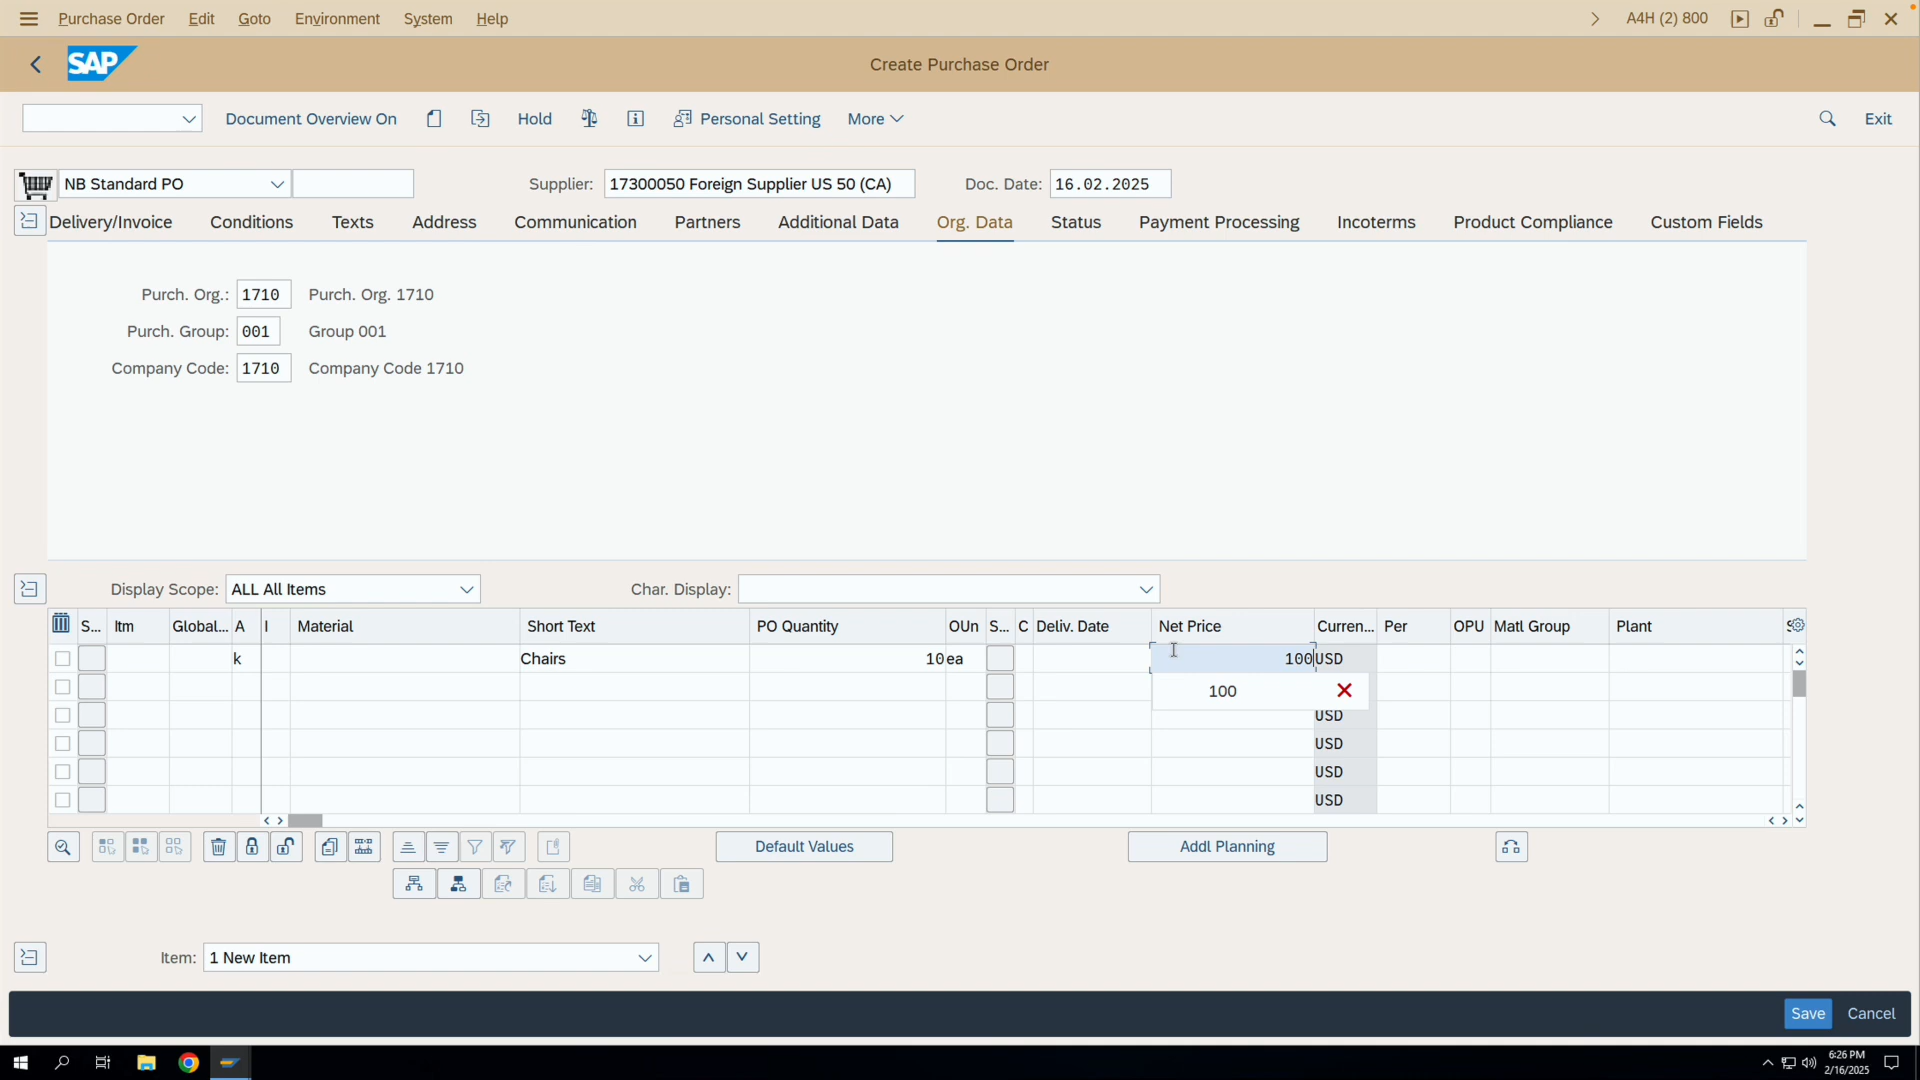 Purchase Order Edit Goto Environment System Help A4H (2) 800
SAP Create Purchase Order
Document Overview On Hold Personal Setting More Exit
NB Standard PO Supplier: 17300050 Foreign Supplier US 50 (CA) Doc. Date: 16.02.2025
Delivery/Invoice Conditions Texts Address Communication Partners Additional Data Org. Data Status Payment Processing Incoterms Product Compliance Custom Fields
Purch. Org.: 1710 Purch. Org. 1710
Purch. Group: 001 Group 001
Company Code: 1710 Company Code 1710
Display Scope: ALL All Items Char. Display:
S... Itm Global... A I Material Short Text PO Quantity OUn S... C Deliv. Date Net Price Curren... Per OPU Matl Group Plant
k Chairs 10 ea 100 USD
100
USD
USD
USD
USD
Default Values Addl Planning
Item: 1 New Item
Save Cancel
6:26 PM
2/16/2025